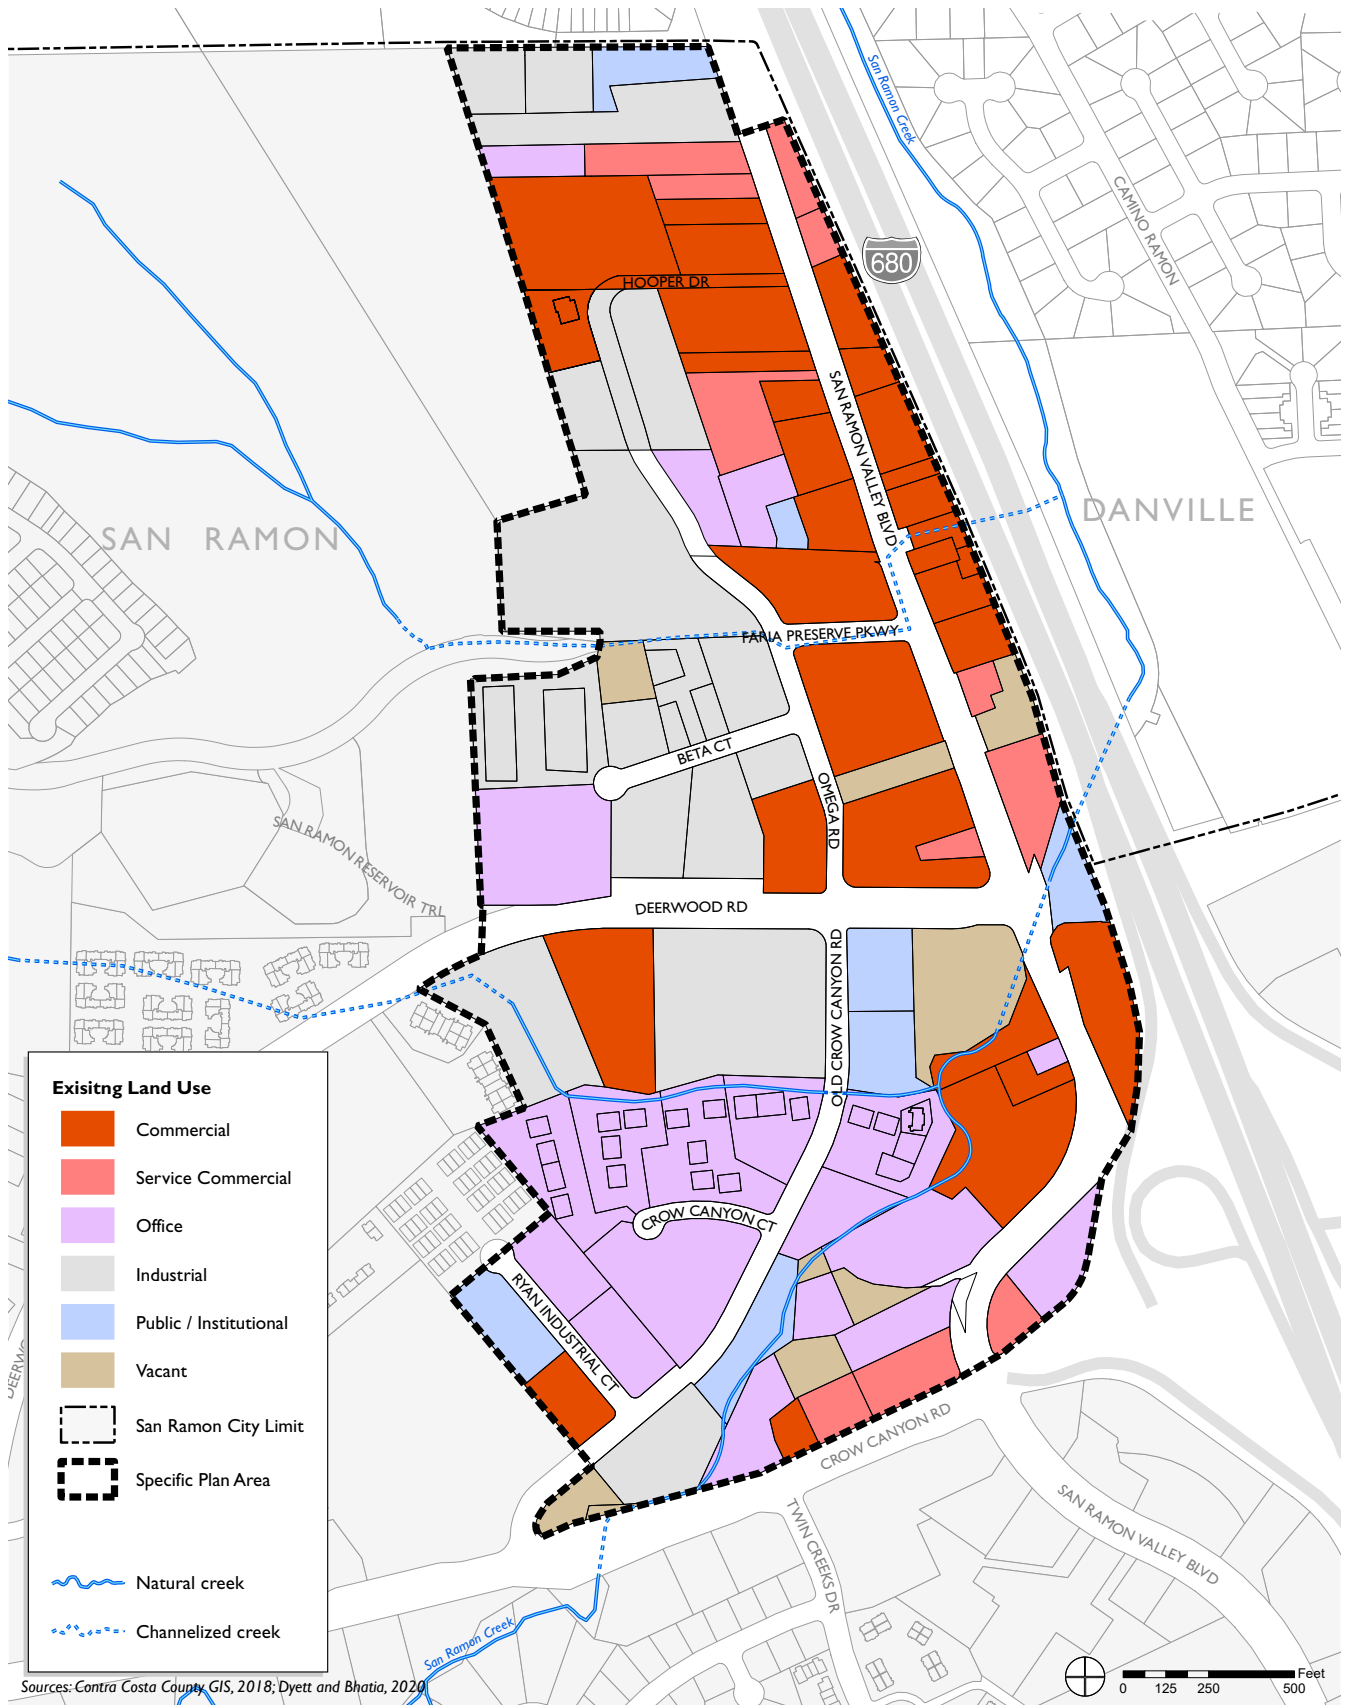 San Ramon Creek
CAMINO RAMON
680
HOOPER DR
SAN RAMON VALLEY BLVD
SAN RAMON
DANVILLE
FARIA PRESERVE PKWY
BETA CT
OMEGA RD
SAN RAMON RESERVOIR TRL
DEERWOOD RD
OLD CROW CANYON RD
CROW CANYON CT
RYAN INDUSTRIAL CT
CROW CANYON RD
SAN RAMON VALLEY BLVD
TWIN CREEKS DR
Exisitng Land Use
Commercial
Service Commercial
Office
Industrial
Public / Institutional
Vacant
San Ramon City Limit
Specific Plan Area
Natural creek
Channelized creek
San Ramon Creek
Sources: Contra Costa County GIS, 2018; Dyett and Bhatia, 2020
Feet
0 125 250 500